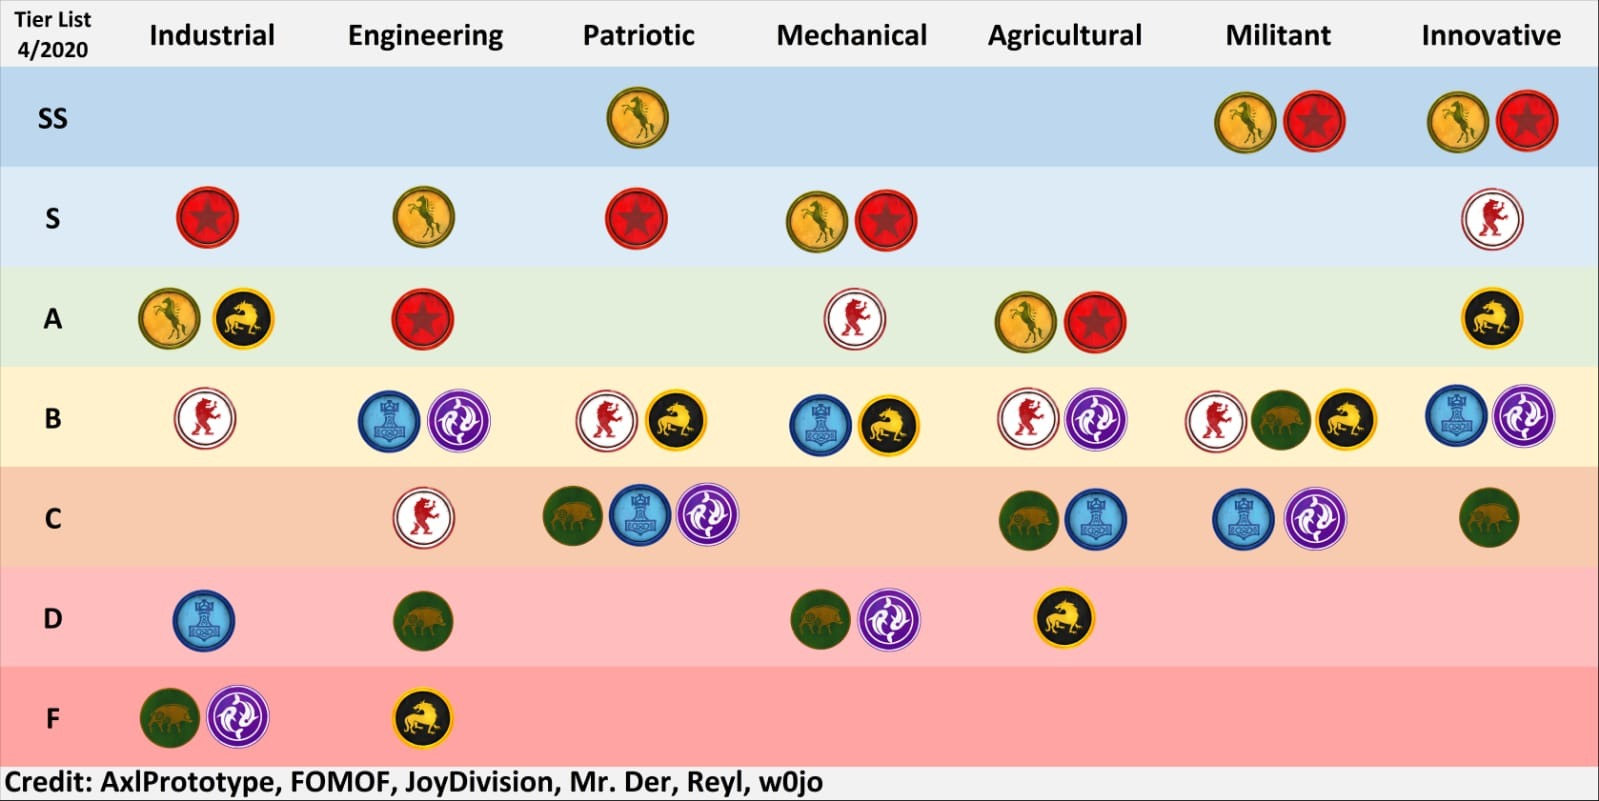 Tier List
4/2020
Industrial Engineering Patriotic Mechanical Agricultural Militant Innovative
SS
S
A
B
C
D
F
Credit: AxlPrototype, FOMOF, JoyDivision, Mr. Der, Reyl, w0jo